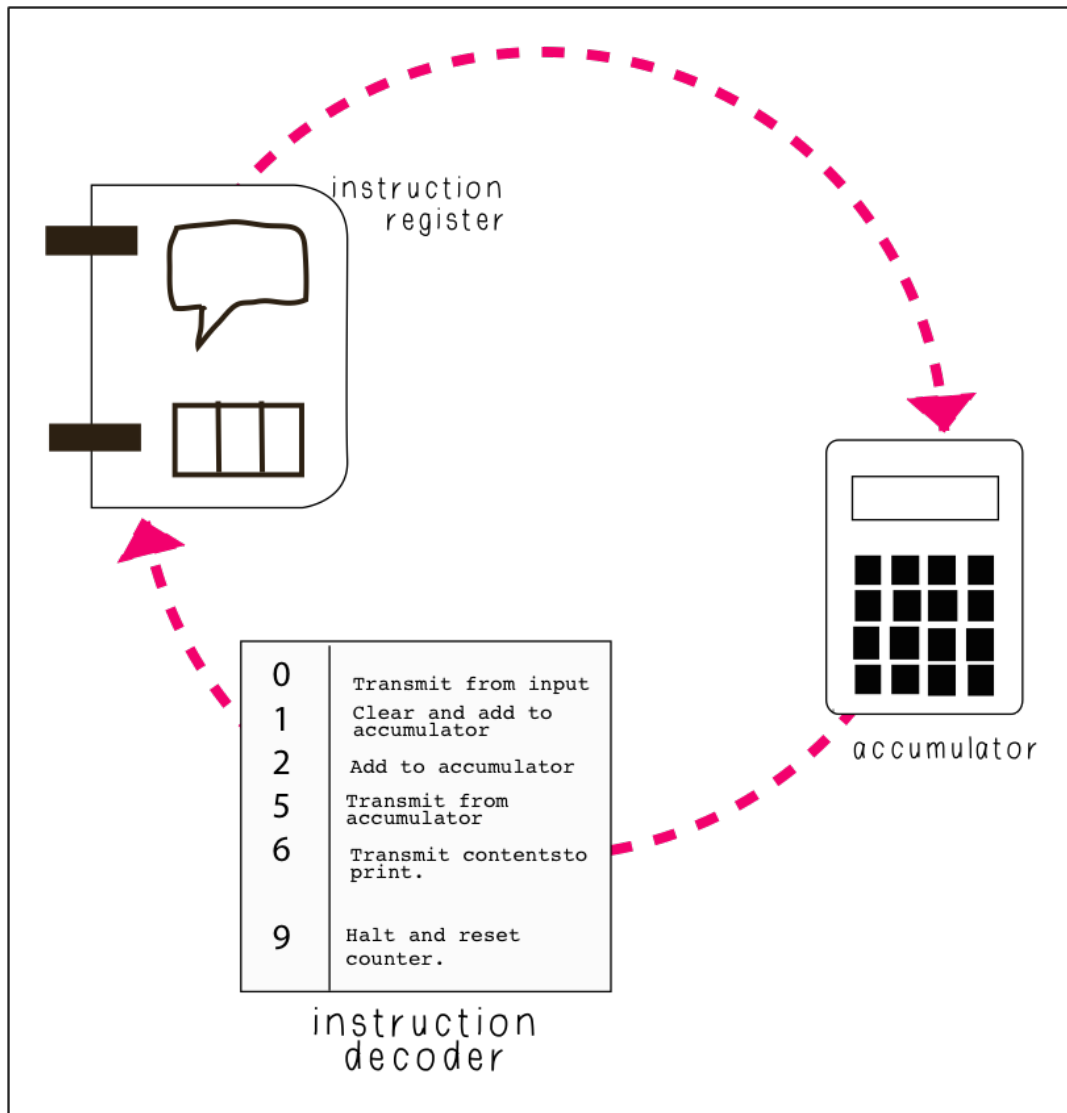 instruction
register
accumulator
0 Transmit from input
1 Clear and add to
accumulator
2 Add to accumulator
5 Transmit from
accumulator
6 Transmit contentsto
print.
9 Halt and reset
counter.
instruction
decoder